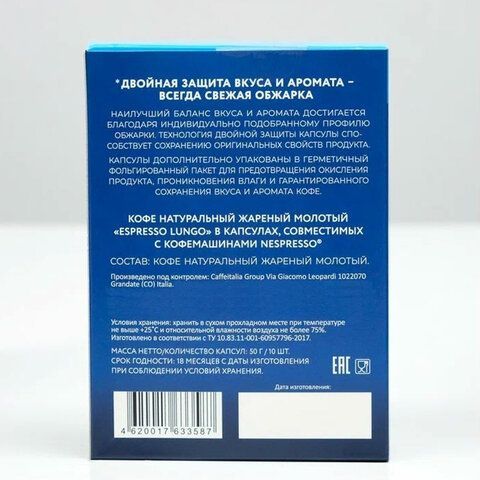 *ДВОЙНАЯ ЗАЩИТА ВКУСА И АРОМАТА –
ВСЕГДА СВЕЖАЯ ОБЖАРКА
НАИЛУЧШИЙ БАЛАНС ВКУСА И АРОМАТА ДОСТИГАЕТСЯ
БЛАГОДАРЯ ИНДИВИДУАЛЬНО ПОДОБРАННОМУ ПРОФИЛЮ
ОБЖАРКИ. ТЕХНОЛОГИЯ ДВОЙНОЙ ЗАЩИТЫ КАПСУЛЫ СПО-
СОБСТВУЕТ СОХРАНЕНИЮ ОРИГИНАЛЬНЫХ СВОЙСТВ ПРОДУКТА.
КАПСУЛЫ ДОПОЛНИТЕЛЬНО УПАКОВАНЫ В ГЕРМЕТИЧНЫЙ
ФОЛЬГИРОВАННЫЙ ПАКЕТ ДЛЯ ПРЕДОТВРАЩЕНИЯ ОКИСЛЕНИЯ
ПРОДУКТА, ПРОНИКНОВЕНИЯ ВЛАГИ И ГАРАНТИРОВАННОГО
СОХРАНЕНИЯ ВКУСА И АРОМАТА КОФЕ.
КОФЕ НАТУРАЛЬНЫЙ ЖАРЕНЫЙ МОЛОТЫЙ
«ESPRESSO LUNGO» В КАПСУЛАХ, СОВМЕСТИМЫХ
С КОФЕМАШИНАМИ NESPRESSO®
СОСТАВ: КОФЕ НАТУРАЛЬНЫЙ ЖАРЕНЫЙ МОЛОТЫЙ.
Произведено под контролем: Caffeitalia Group Via Giacomo Leopardi 1022070
Grandate (CO) Italia.
Условия хранения: хранить в сухом прохладном месте при температуре
не выше +25°C и относительной влажности воздуха не более 75%.
Изготовлено в соответствии с ТУ 10.83.11-001-60957796-2017.
МАССА НЕТТО/КОЛИЧЕСТВО КАПСУЛ: 50 Г / 10 ШТ.
СРОК ГОДНОСТИ: 18 МЕСЯЦЕВ С ДАТЫ ИЗГОТОВЛЕНИЯ
ПРИ СОБЛЮДЕНИИ УСЛОВИЙ ХРАНЕНИЯ.
EAC
Дата изготовления:
4 620017 633587